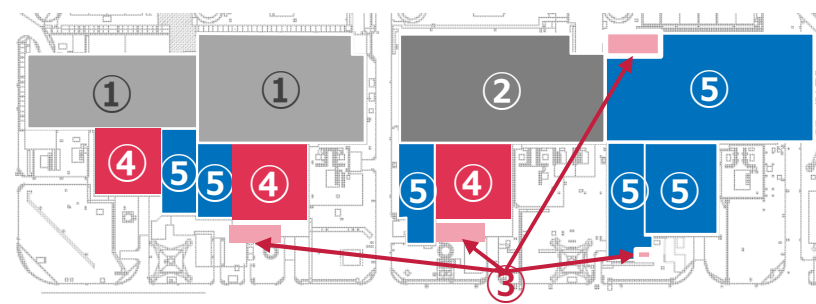 ① ① ② ⑤
④ ⑤ ⑤ ④ ⑤ ④ ⑤ ⑤
③